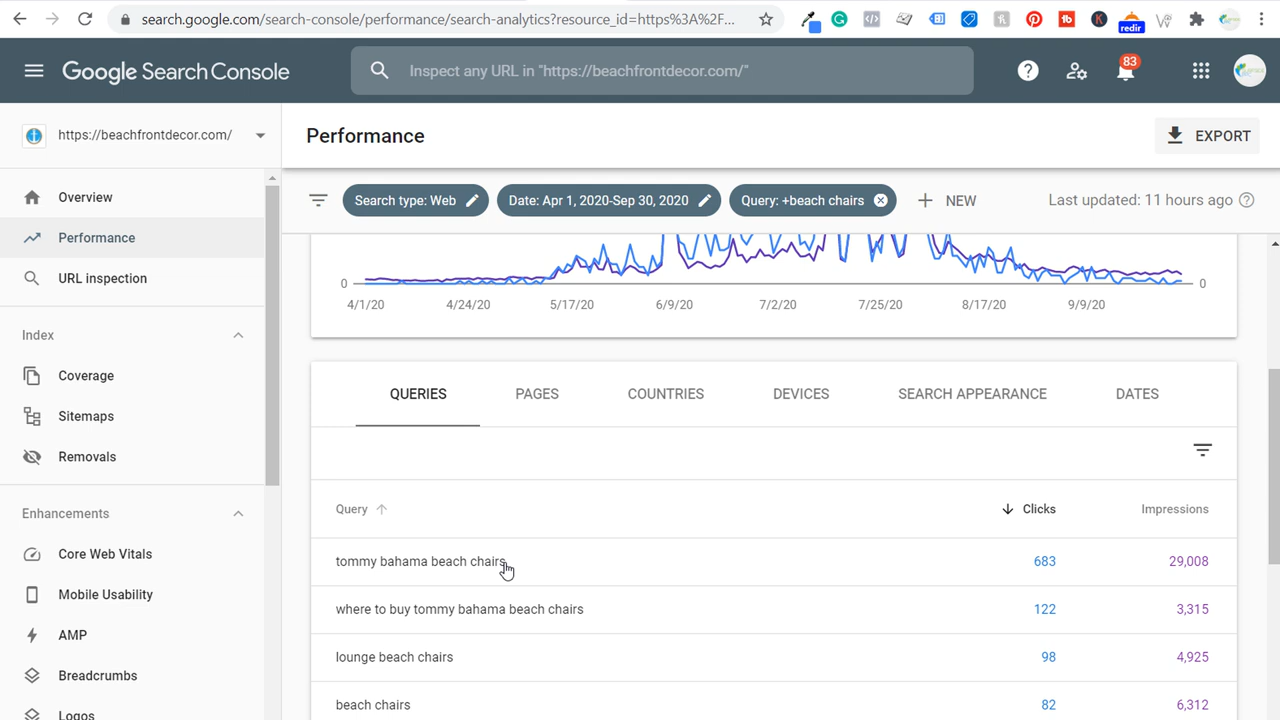 search.google.com/search-console/performance/search-analytics?resource_id=https%3A%2F...
redir
Google Search Console
Inspect any URL in "https://beachfrontdecor.com/"
83
https://beachfrontdecor.com/
Performance
EXPORT
Overview
Performance
URL inspection
Index
Coverage
Sitemaps
Removals
Enhancements
Core Web Vitals
Mobile Usability
AMP
Breadcrumbs
Logos
Search type: Web
Date: Apr 1, 2020-Sep 30, 2020
Query: +beach chairs
NEW
Last updated: 11 hours ago
0 0
4/1/20 4/24/20 5/17/20 6/9/20 7/2/20 7/25/20 8/17/20 9/9/20
QUERIES PAGES COUNTRIES DEVICES SEARCH APPEARANCE DATES
Query Clicks Impressions
tommy bahama beach chairs 683 29,008
where to buy tommy bahama beach chairs 122 3,315
lounge beach chairs 98 4,925
beach chairs 82 6,312